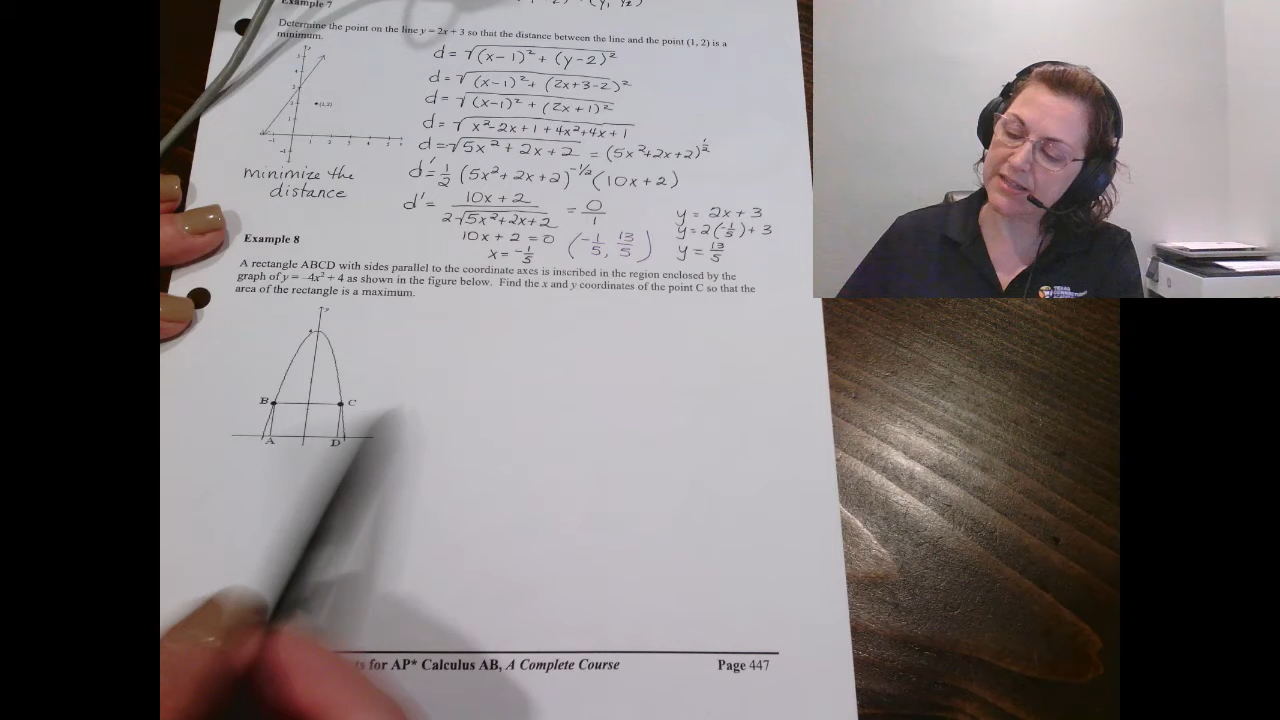 Example 7
Determine the point on the line y = 2x + 3 so that the distance between the line and the point (1, 2) is a
minimum.
(1,2)
minimize the
distance
d = √(x-1)² + (y-2)²
d = √(x-1)² + (2x+3-2)²
d = √(x-1)² + (2x+1)²
d = √x²-2x+1+4x²+4x+1
d = √5x²+2x+2 = (5x²+2x+2)^1/2
d' = 1/2 (5x²+2x+2)^-1/2 (10x+2)
d' = 10x+2 / 2√5x²+2x+2 = 0/1
10x+2=0
x = -1/5
(-1/5, 13/5)
y = 2x+3
y = 2(-1/5)+3
y = 13/5
Example 8
A rectangle ABCD with sides parallel to the coordinate axes is inscribed in the region enclosed by the
graph of y = -4x² + 4 as shown in the figure below. Find the x and y coordinates of the point C so that the
area of the rectangle is a maximum.
y
B C
A D
for AP* Calculus AB, A Complete Course Page 447